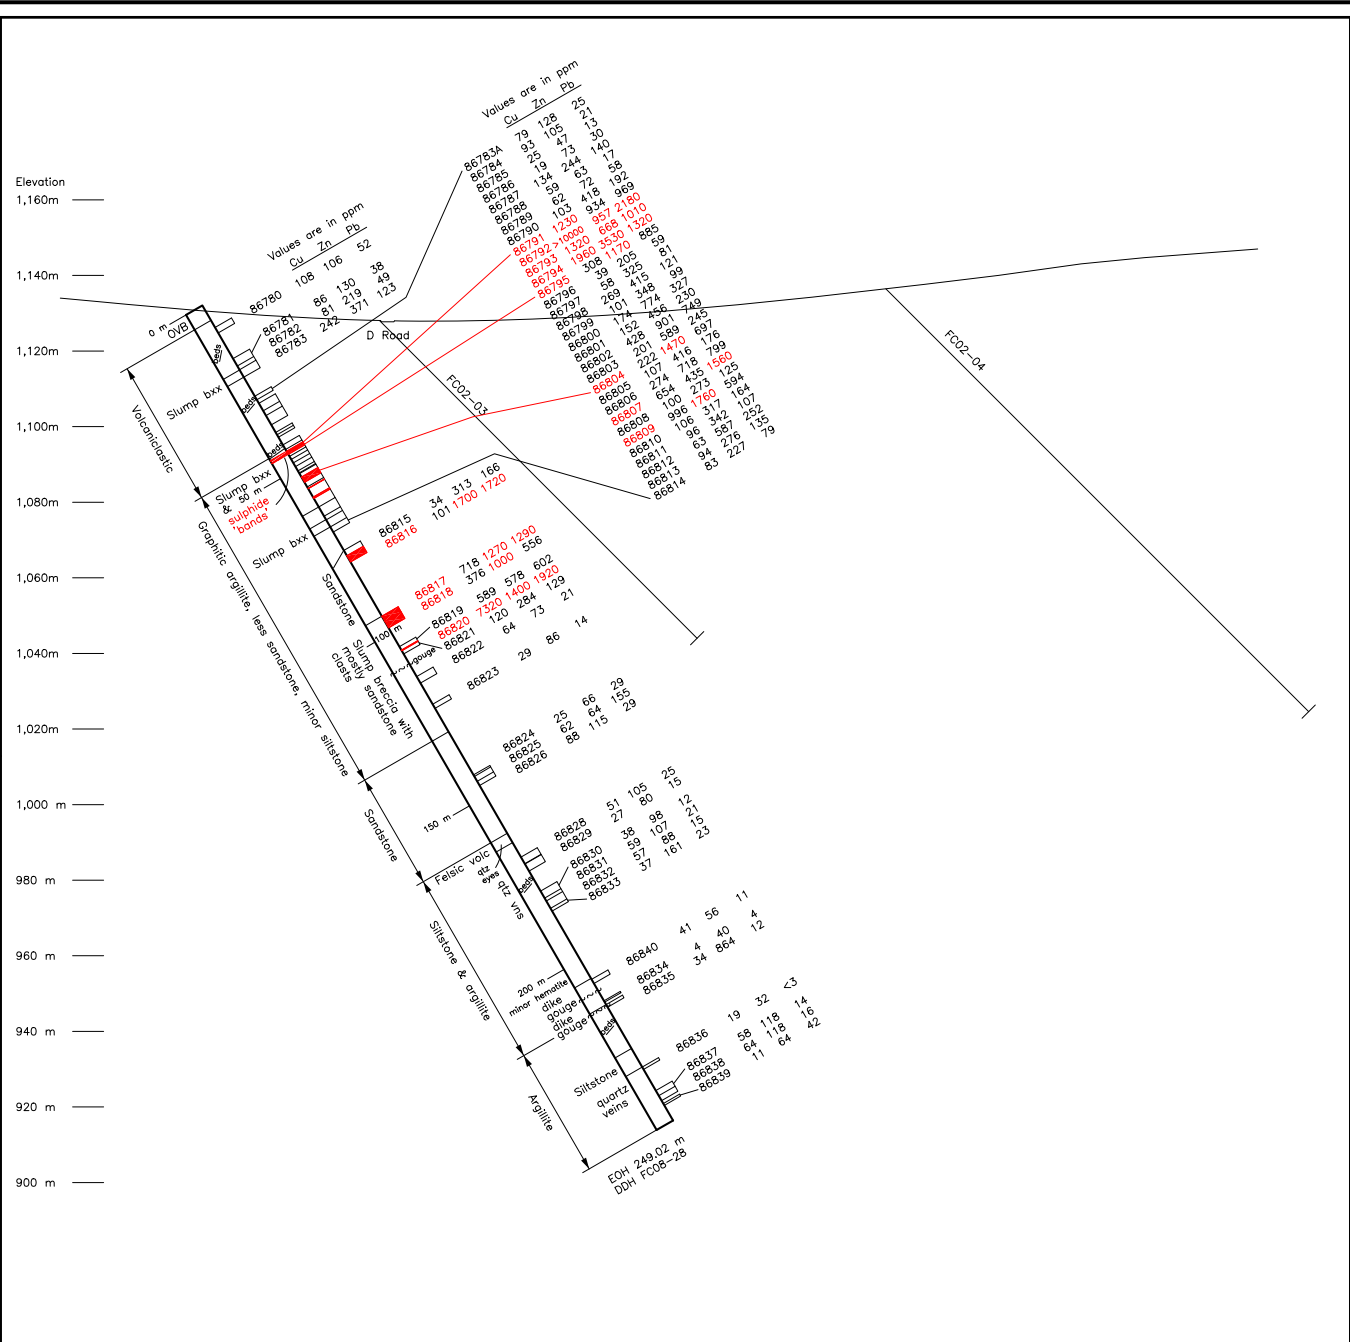 Elevation
1,160m
1,140m
1,120m
1,100m
1,080m
1,060m
1,040m
1,020m
1,000 m
980 m
960 m
940 m
920 m
900 m
Values are in ppm
Cu Zn Pb
86780 108 106 52
86781 86 130 38
86782 81 219 49
86783 242 371 123
Values are in ppm
Cu Zn Pb
86783A 79 128 25
86784 93 105 21
86785 25 47 13
86786 19 73 30
86787 134 244 140
86788 59 63 17
86789 62 72 58
86790 103 418 192
86791 1230 934 969
86792 >10000 957 2180
86793 1320 668 1010
86794 1960 3530 1320
86795 308 1170 885
86796 39 205 59
86797 58 325 81
86798 269 415 121
86799 101 348 99
86800 174 774 327
86801 152 456 230
86802 428 901 749
86803 201 589 245
86804 222 1470 697
86805 107 416 176
86806 274 718 799
86807 654 435 1560
86808 100 273 125
86809 996 1760 594
86810 106 317 164
86811 96 342 107
86812 63 587 252
86813 94 276 135
86814 83 227 79
86815 34 313 166
86816 101 1700 1720
86817 718 1270 1290
86818 376 1000 556
86819 589 578 602
86820 7320 1400 1920
86821 120 284 129
86822 64 73 21
86823 29 86 14
86824 25 66 29
86825 62 64 155
86826 88 115 29
86828 51 105 25
86829 27 80 15
86830 38 98 12
86831 59 107 21
86832 57 88 15
86833 37 161 23
86840 41 56 11
86834 4 40 4
86835 34 864 12
86836 19 32 <3
86837 58 118 14
86838 64 118 16
86839 11 64 42
D Road
FC02-03
FC02-04
0 m
OVB
beds
Slump bxx
beds
beds
Slump bxx
& 50 m
sulphide
'bands'
Slump bxx
Sandstone
100 m
Slump breccia with
mostly sandstone
clasts
~~~gouge
150 m
Felsic volc
qtz
eyes
qtz vns
beds
200 m
minor hematite
dike
gouge~~~
dike
gouge~~~
beds
Siltstone
quartz
veins
Volcaniclastic
Graphitic argillite, less sandstone, minor siltstone
Sandstone
Siltstone & argillite
Argillite
EOH 249.02 m
DDH FC08-28